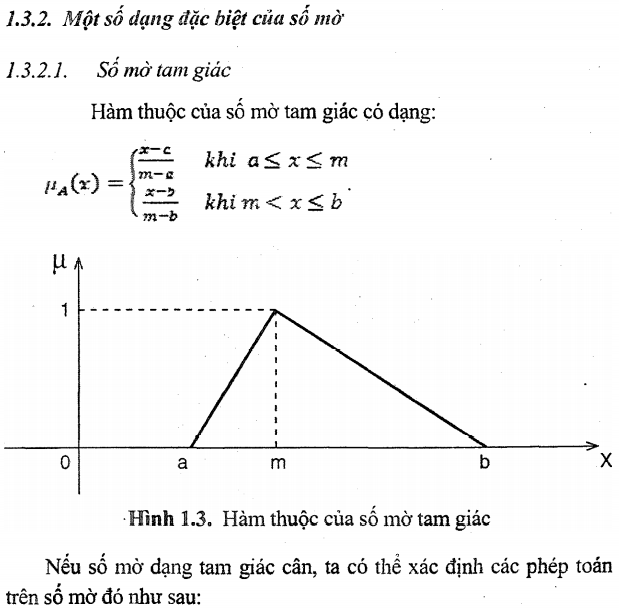 1.3.2. Một số dạng đặc biệt của số mờ
1.3.2.1. Số mờ tam giác
Hàm thuộc của số mờ tam giác có dạng:
μ_A(x) = { (x−c)/(m−a) khi a ≤ x ≤ m
(x−b)/(m−b) khi m < x ≤ b .
μ
1
0 a m b X
Hình 1.3. Hàm thuộc của số mờ tam giác
Nếu số mờ dạng tam giác cân, ta có thể xác định các phép toán
trên số mờ đó như sau: